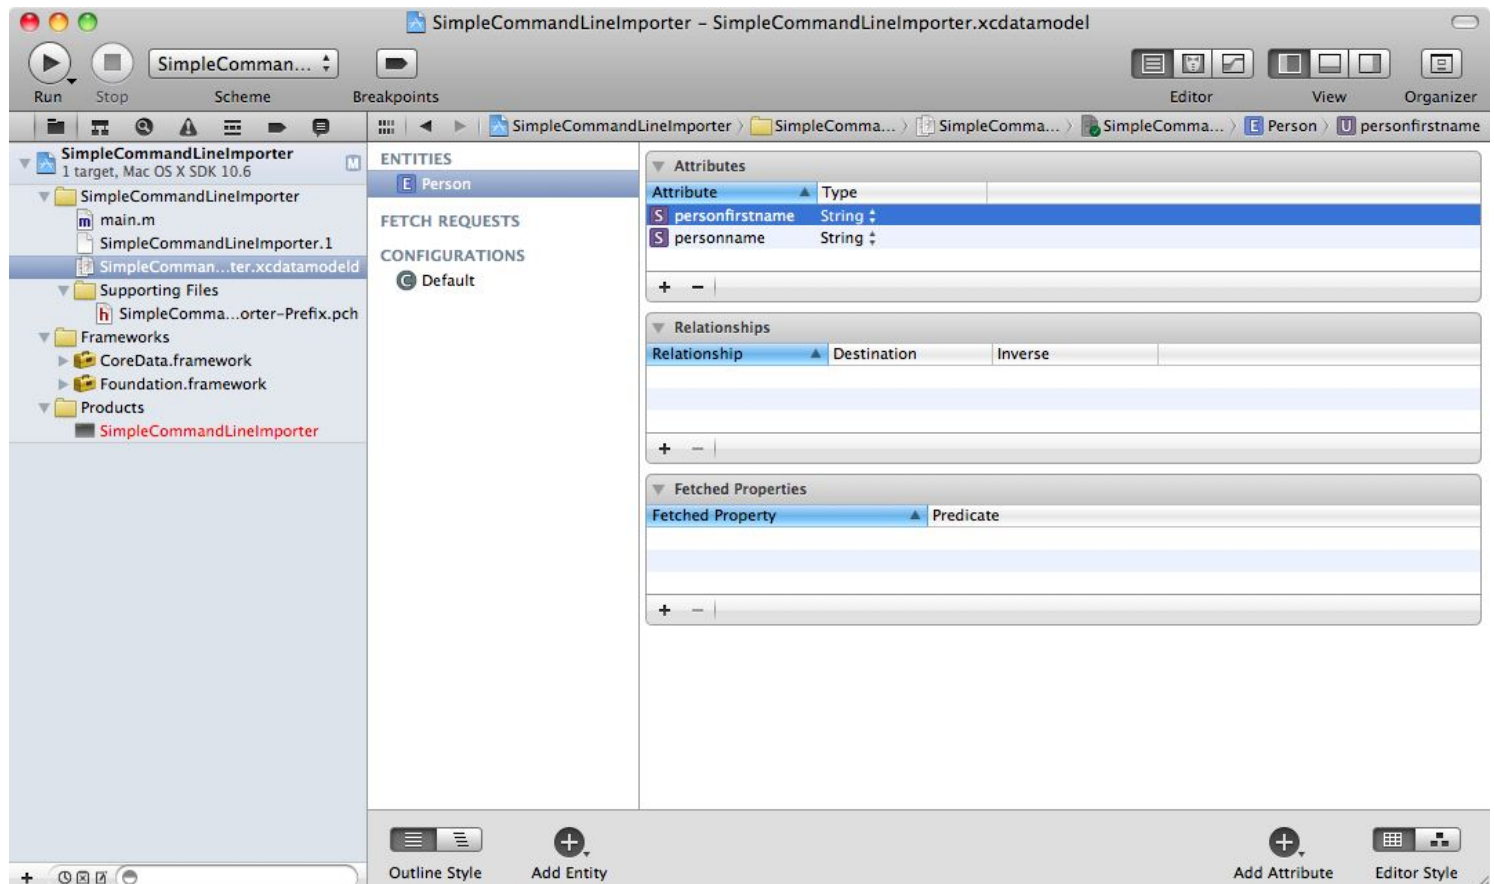 SimpleCommandLineImporter – SimpleCommandLineImporter.xcdatamodel
SimpleComman...
Run Stop Scheme Breakpoints Editor View Organizer
SimpleCommandLineImporter SimpleComma... SimpleComma... SimpleComma... E Person U personfirstname
SimpleCommandLineImporter M
1 target, Mac OS X SDK 10.6
SimpleCommandLineImporter
m main.m
SimpleCommandLineImporter.1
SimpleComman...ter.xcdatamodeld
Supporting Files
h SimpleComma...orter-Prefix.pch
Frameworks
CoreData.framework
Foundation.framework
Products
SimpleCommandLineImporter
ENTITIES
E Person
FETCH REQUESTS
CONFIGURATIONS
C Default
Attributes
Attribute Type
S personfirstname String
S personname String
+ −
Relationships
Relationship Destination Inverse
+ −
Fetched Properties
Fetched Property Predicate
+ −
Outline Style Add Entity Add Attribute Editor Style